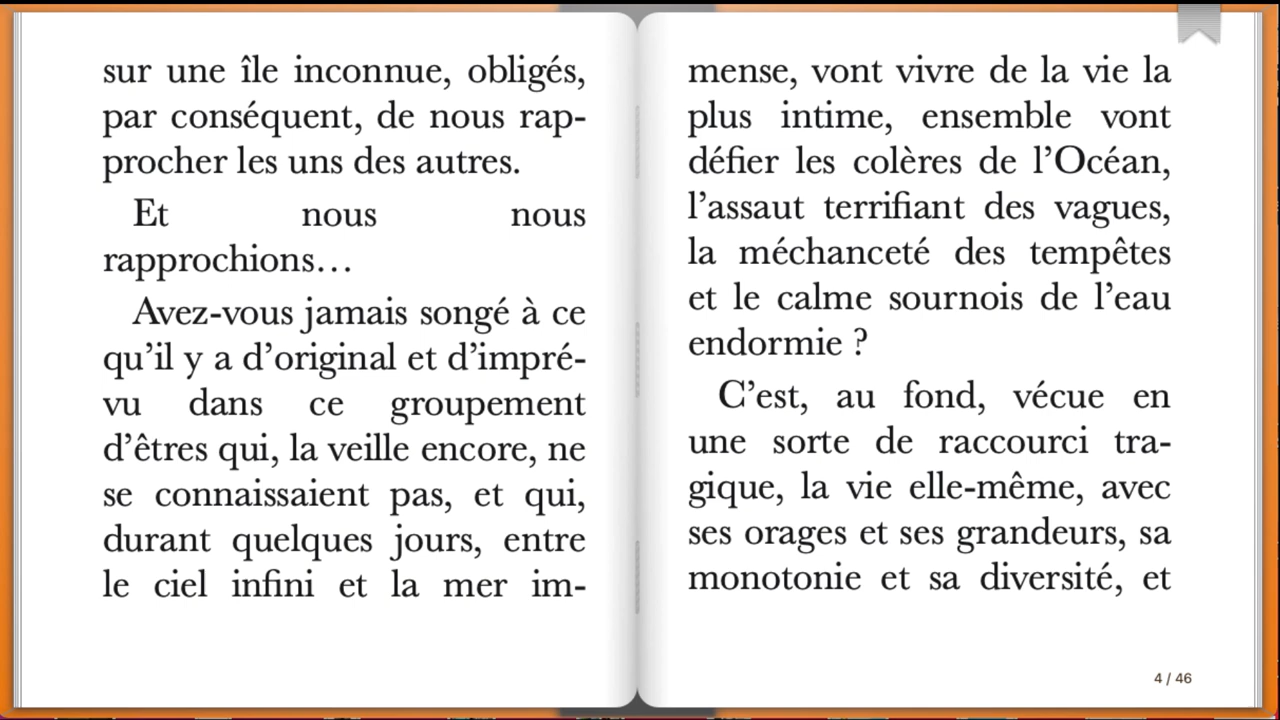 sur une île inconnue, obligés,
par conséquent, de nous rap-
procher les uns des autres.
Et nous nous
rapprochions…
Avez-vous jamais songé à ce
qu’il y a d’original et d’impré-
vu dans ce groupement
d’êtres qui, la veille encore, ne
se connaissaient pas, et qui,
durant quelques jours, entre
le ciel infini et la mer im-
mense, vont vivre de la vie la
plus intime, ensemble vont
défier les colères de l’Océan,
l’assaut terrifiant des vagues,
la méchanceté des tempêtes
et le calme sournois de l’eau
endormie ?
C’est, au fond, vécue en
une sorte de raccourci tra-
gique, la vie elle-même, avec
ses orages et ses grandeurs, sa
monotonie et sa diversité, et
4 / 46